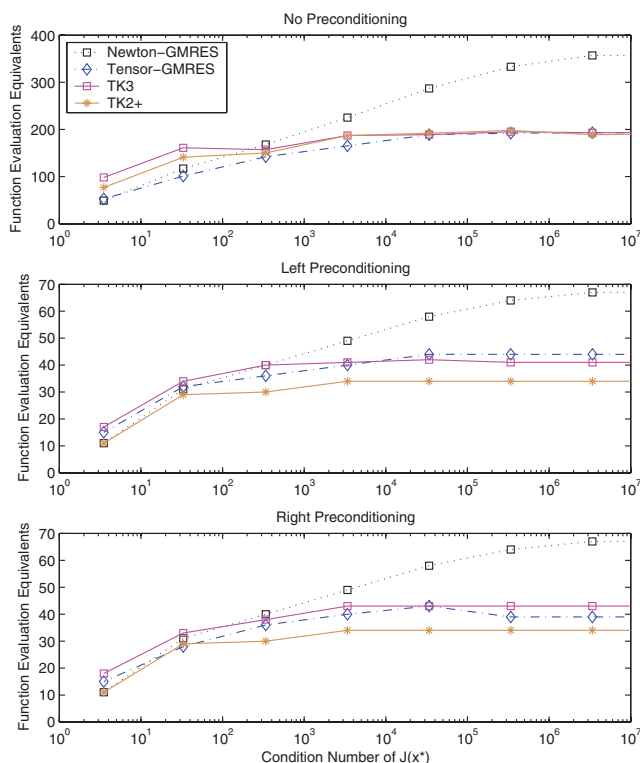 No Preconditioning
Function Evaluation Equivalents
400
300
200
100
0
Newton-GMRES
Tensor-GMRES
TK3
TK2+
10^0 10^1 10^2 10^3 10^4 10^5 10^6 10^7
Left Preconditioning
Function Evaluation Equivalents
70
60
50
40
30
20
10
0
10^0 10^1 10^2 10^3 10^4 10^5 10^6 10^7
Right Preconditioning
Function Evaluation Equivalents
70
60
50
40
30
20
10
0
10^0 10^1 10^2 10^3 10^4 10^5 10^6 10^7
Condition Number of J(x*)